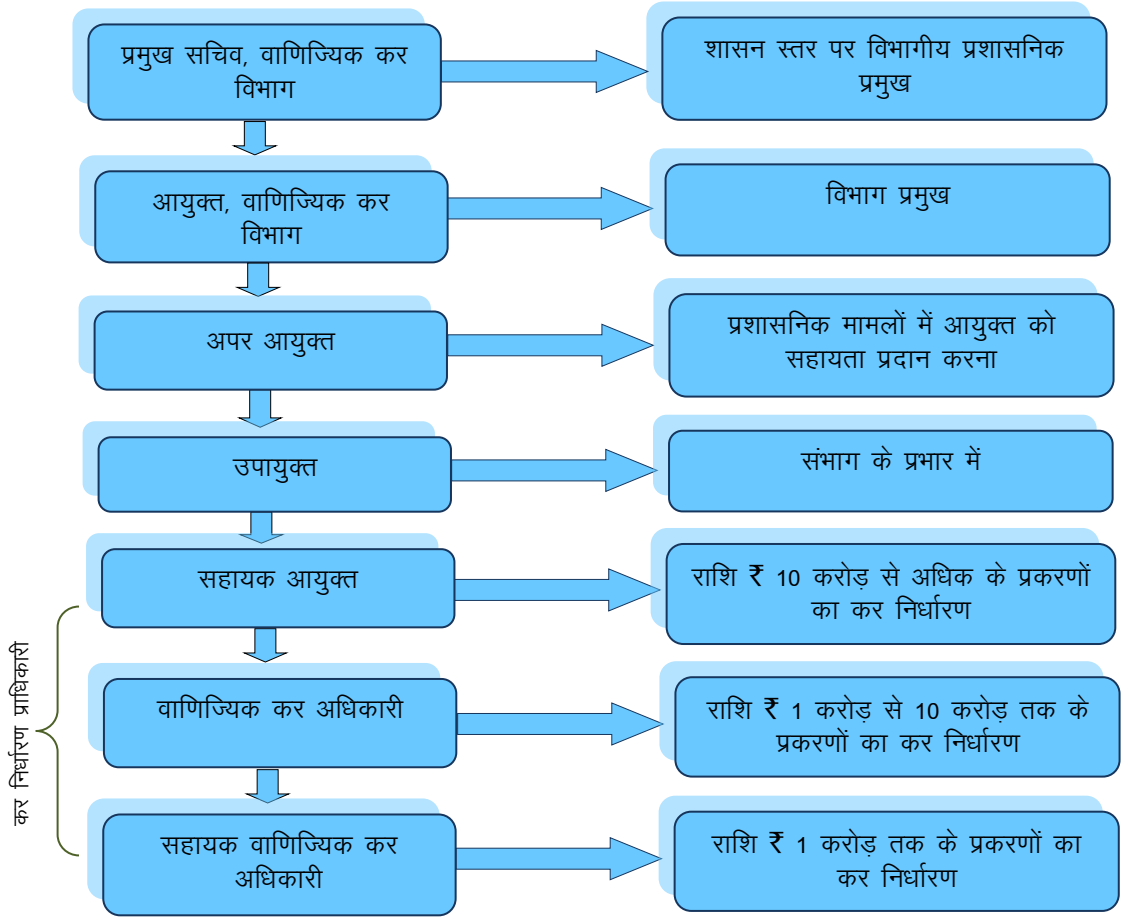 प्रमुख सचिव, वाणिज्यिक कर
विभाग
शासन स्तर पर विभागीय प्रशासनिक
प्रमुख
आयुक्त, वाणिज्यिक कर
विभाग
विभाग प्रमुख
अपर आयुक्त
प्रशासनिक मामलों में आयुक्त को
सहायता प्रदान करना
उपायुक्त
संभाग के प्रभार में
सहायक आयुक्त
राशि ₹ 10 करोड़ से अधिक के प्रकरणों
का कर निर्धारण
कर निर्धारण प्राधिकारी
वाणिज्यिक कर अधिकारी
राशि ₹ 1 करोड़ से 10 करोड़ तक के
प्रकरणों का कर निर्धारण
सहायक वाणिज्यिक कर
अधिकारी
राशि ₹ 1 करोड़ तक के प्रकरणों का
कर निर्धारण